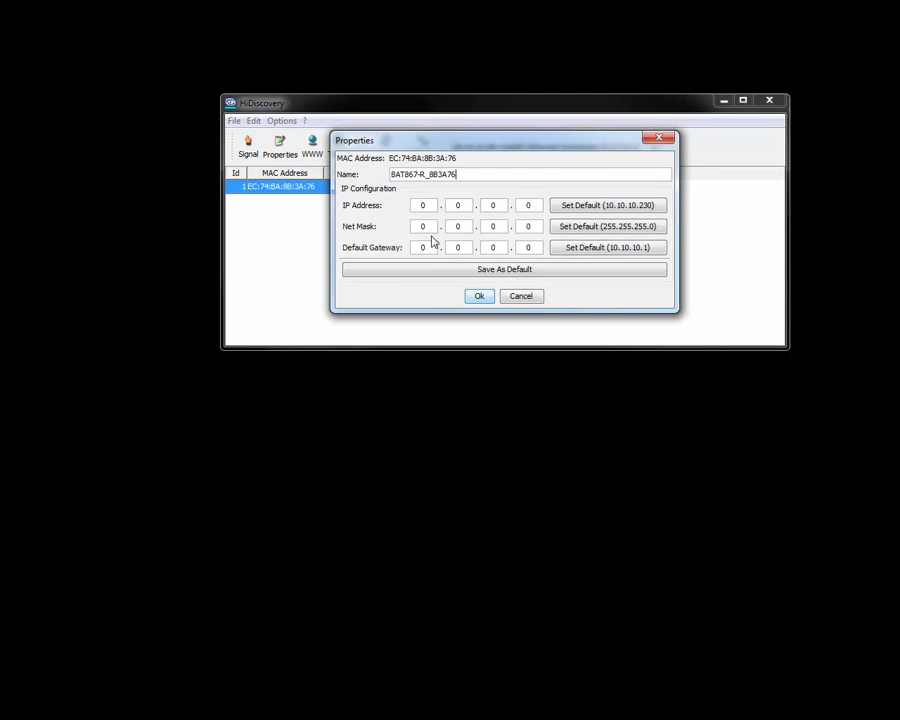 HiDiscovery
File Edit Options ?
Signal Properties WWW
Id MAC Address
1 EC:74:BA:8B:3A:76
Properties
MAC Address: EC:74:BA:8B:3A:76
Name: BAT867-R_8B3A76
IP Configuration
IP Address: 0 . 0 . 0 . 0 Set Default (10.10.10.230)
Net Mask: 0 . 0 . 0 . 0 Set Default (255.255.255.0)
Default Gateway: 0 . 0 . 0 . 0 Set Default (10.10.10.1)
Save As Default
Ok Cancel